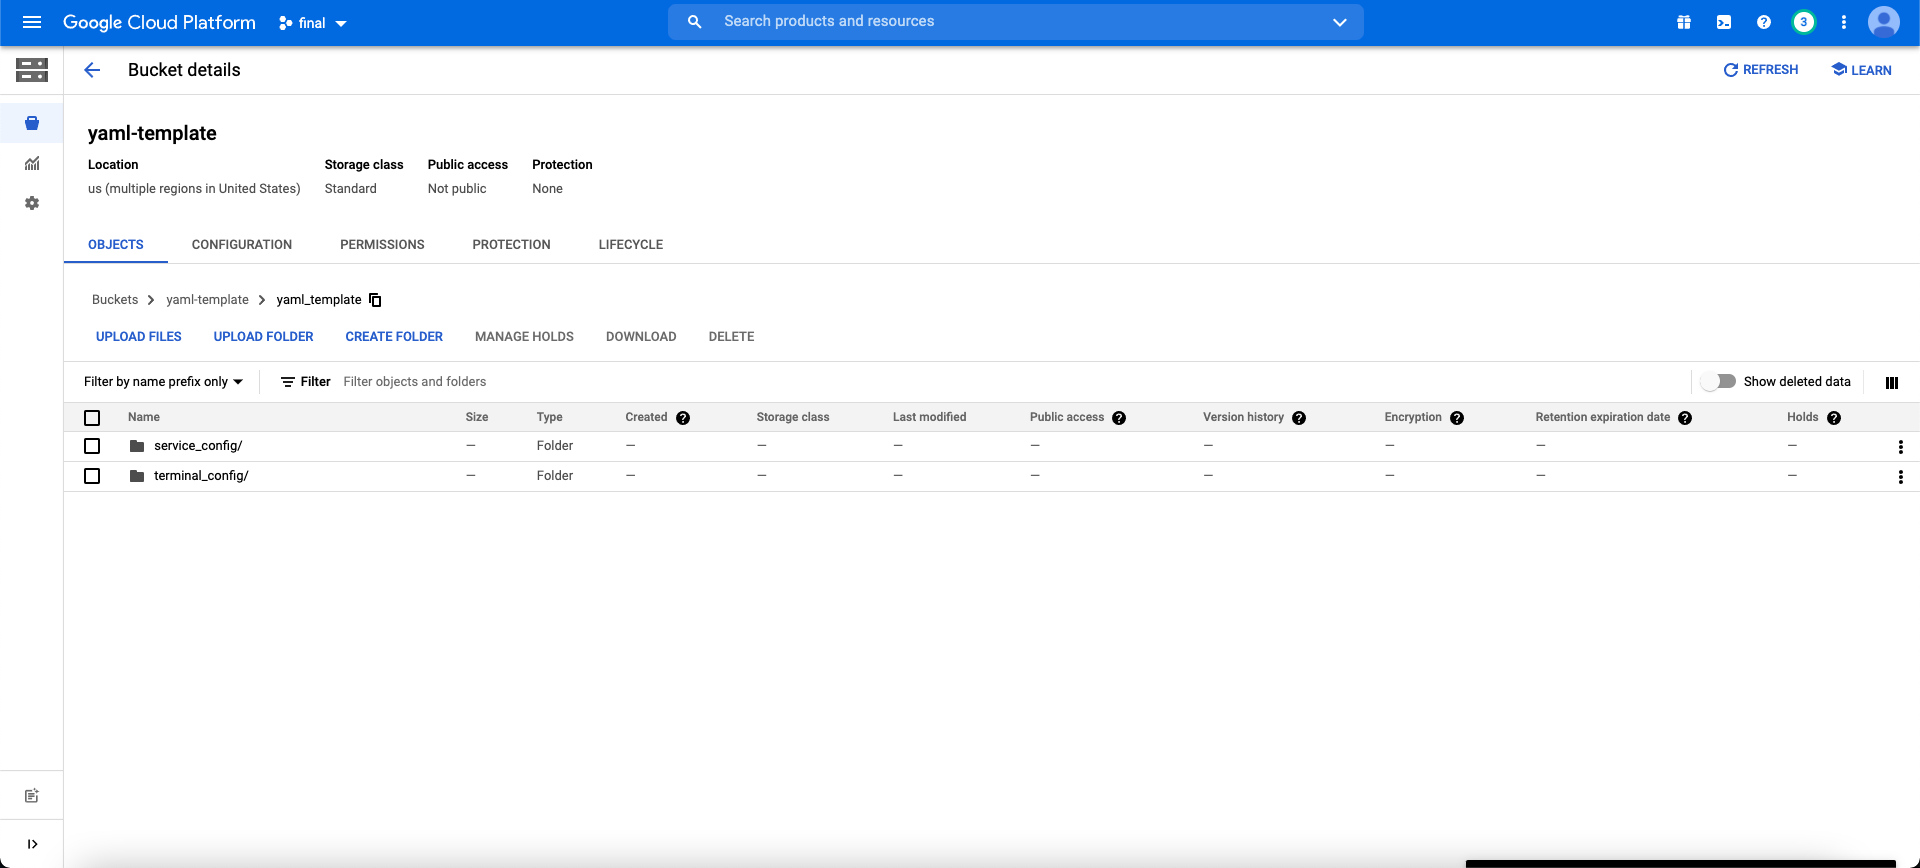 Google Cloud Platform final Search products and resources 3
Bucket details REFRESH LEARN
yaml-template
Location Storage class Public access Protection
us (multiple regions in United States) Standard Not public None
OBJECTS CONFIGURATION PERMISSIONS PROTECTION LIFECYCLE
Buckets yaml-template yaml_template
UPLOAD FILES UPLOAD FOLDER CREATE FOLDER MANAGE HOLDS DOWNLOAD DELETE
Filter by name prefix only Filter Filter objects and folders Show deleted data
Name Size Type Created Storage class Last modified Public access Version history Encryption Retention expiration date Holds
service_config/ — Folder — — — — — — — —
terminal_config/ — Folder — — — — — — — —